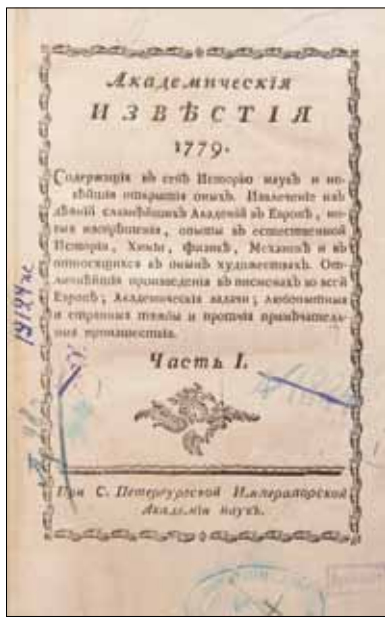 Академическія
ИЗВѢСТІЯ
1779.
Содержащія въ себѣ Исторію наукъ и но-
вѣйшія открытія оныхъ. Извлеченіе изъ
дѣяній славнѣйшихъ Академій въ Европѣ, но-
выя изобрѣтенія, опыты въ естественной
Исторіи, Химіи, физикѣ, Механикѣ и въ
относящихся къ онымъ художествахъ. От-
личнѣйшія произведенія въ письменахъ во всей
Европѣ; Академическія задачи; любопытныя
и странныя тяжбы и протчія примѣчатель-
ныя произшествія.
Часть I.
При С. Петербургской Императорской
Академіи наукъ.